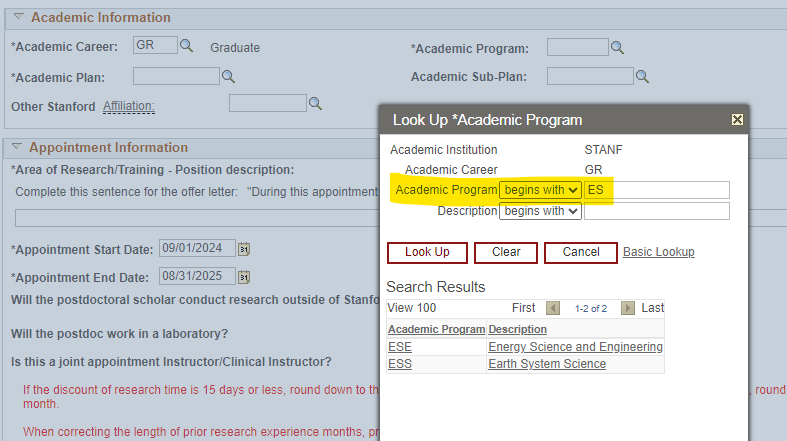 Academic Information
*Academic Career: GR Graduate *Academic Program:
*Academic Plan: Academic Sub-Plan:
Other Stanford Affiliation:
Appointment Information
*Area of Research/Training - Position description:
Complete this sentence for the offer letter: "During this appointment
*Appointment Start Date: 09/01/2024 31
*Appointment End Date: 08/31/2025 31
Will the postdoctoral scholar conduct research outside of Stanfo
Will the postdoc work in a laboratory?
Is this a joint appointment Instructor/Clinical Instructor?
If the discount of research time is 15 days or less, round down to th , round
month.
When correcting the length of prior research experience months, pr
Look Up *Academic Program
Academic Institution STANF
Academic Career GR
Academic Program begins with ES
Description begins with
Look Up Clear Cancel Basic Lookup
Search Results
View 100 First 1-2 of 2 Last
Academic Program Description
ESE Energy Science and Engineering
ESS Earth System Science